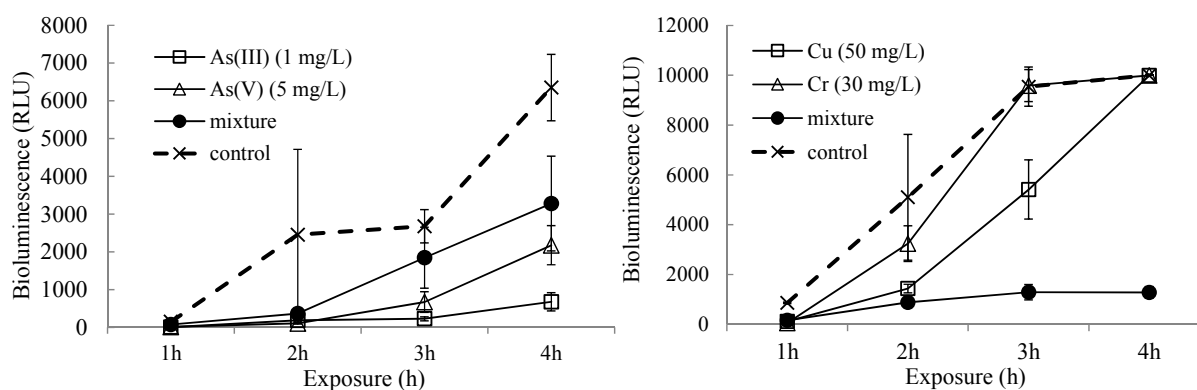 8000
7000
6000
5000
4000
3000
2000
1000
0
Bioluminescence (RLU)
As(III) (1 mg/L)
As(V) (5 mg/L)
mixture
control
1h 2h 3h 4h
Exposure (h)
12000
10000
8000
6000
4000
2000
0
Bioluminescence (RLU)
Cu (50 mg/L)
Cr (30 mg/L)
mixture
control
1h 2h 3h 4h
Exposure (h)